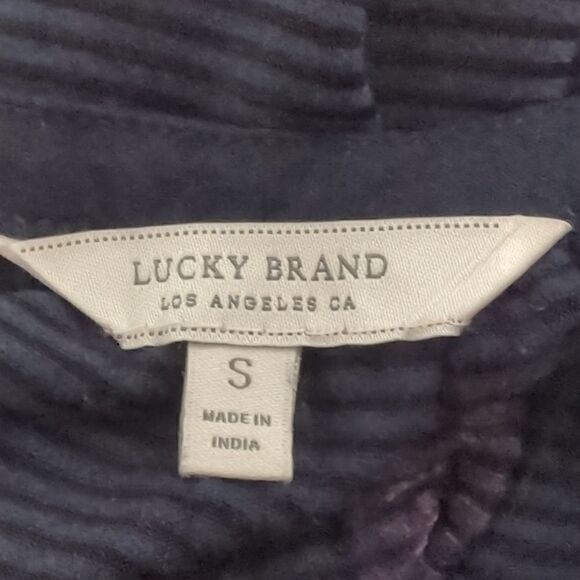 LUCKY BRAND
LOS ANGELES CA
S
MADE IN
INDIA